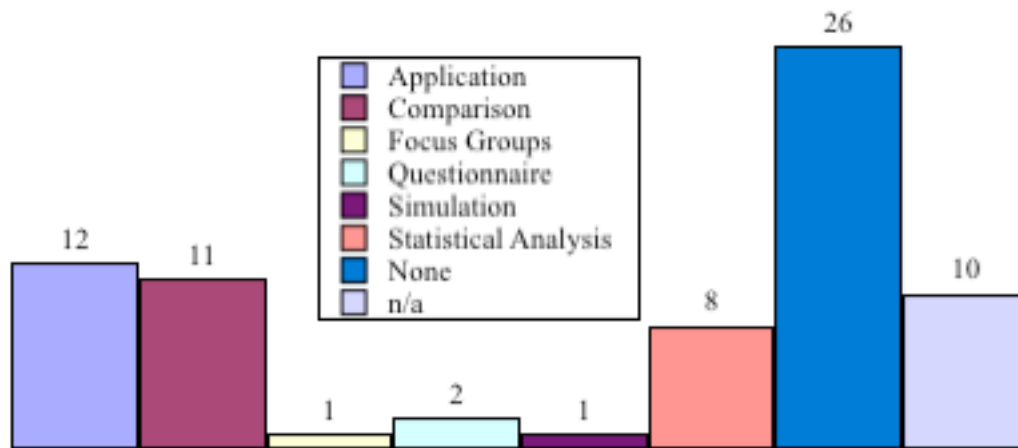 26
Application
Comparison
Focus Groups
Questionnaire
Simulation
Statistical Analysis
None
n/a
12
11
1
2
1
8
10